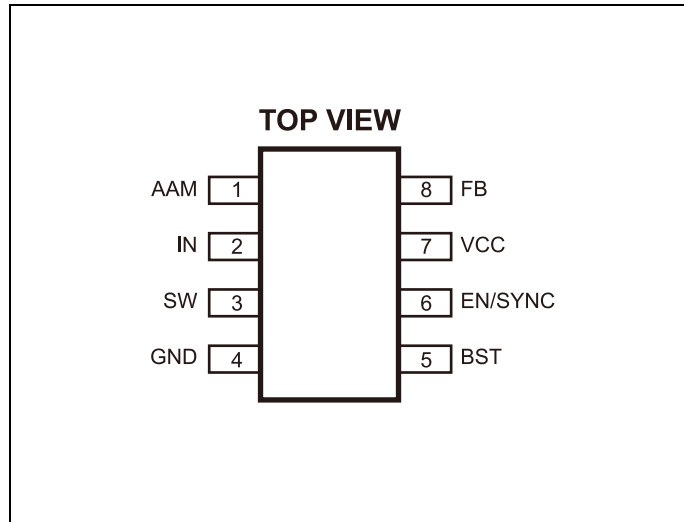 TOP VIEW
AAM 1 8 FB
IN 2 7 VCC
SW 3 6 EN/SYNC
GND 4 5 BST